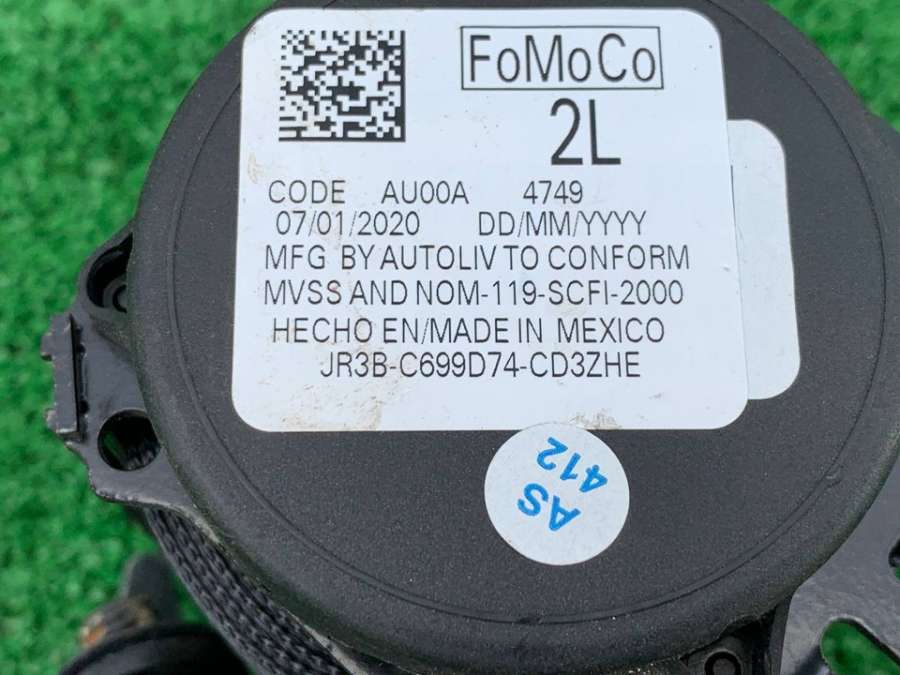 FoMoCo
2L
CODE AU00A 4749
07/01/2020 DD/MM/YYYY
MFG BY AUTOLIV TO CONFORM
MVSS AND NOM-119-SCFI-2000
HECHO EN/MADE IN MEXICO
JR3B-C699D74-CD3ZHE
AS
412